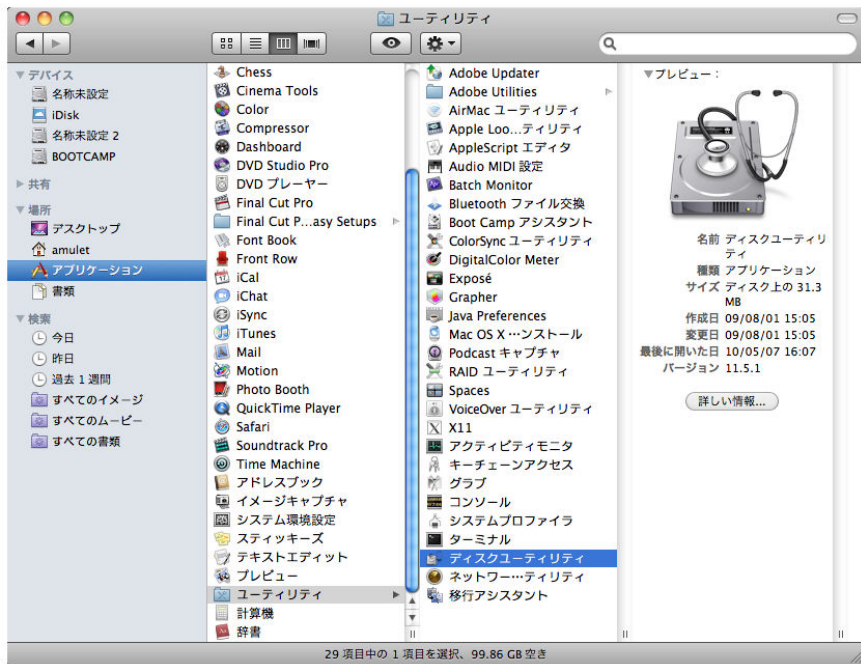 ユーティリティ
デバイス
名称未設定
iDisk
名称未設定 2
BOOTCAMP
共有
場所
デスクトップ
amulet
アプリケーション
書類
検索
今日
昨日
過去 1 週間
すべてのイメージ
すべてのムービー
すべての書類
Chess
Cinema Tools
Color
Compressor
Dashboard
DVD Studio Pro
DVD プレーヤー
Final Cut Pro
Final Cut P...asy Setups
Font Book
Front Row
iCal
iChat
iSync
iTunes
Mail
Motion
Photo Booth
QuickTime Player
Safari
Soundtrack Pro
Time Machine
アドレスブック
イメージキャプチャ
システム環境設定
スティッキーズ
テキストエディット
プレビュー
ユーティリティ
計算機
辞書
Adobe Updater
Adobe Utilities
AirMac ユーティリティ
Apple Loo...ティリティ
AppleScript エディタ
Audio MIDI 設定
Batch Monitor
Bluetooth ファイル交換
Boot Camp アシスタント
ColorSync ユーティリティ
DigitalColor Meter
Exposé
Grapher
Java Preferences
Mac OS X …ンストール
Podcast キャプチャ
RAID ユーティリティ
Spaces
VoiceOver ユーティリティ
X11
アクティビティモニタ
キーチェーンアクセス
グラブ
コンソール
システムプロファイラ
ターミナル
ディスクユーティリティ
ネットワー…ティリティ
移行アシスタント
プレビュー：
名前 ディスクユーティリ
ティ
種類 アプリケーション
サイズ ディスク上の 31.3
MB
作成日 09/08/01 15:05
変更日 09/08/01 15:05
最後に開いた日 10/05/07 16:07
バージョン 11.5.1
詳しい情報...
29 項目中の 1 項目を選択、99.86 GB 空き